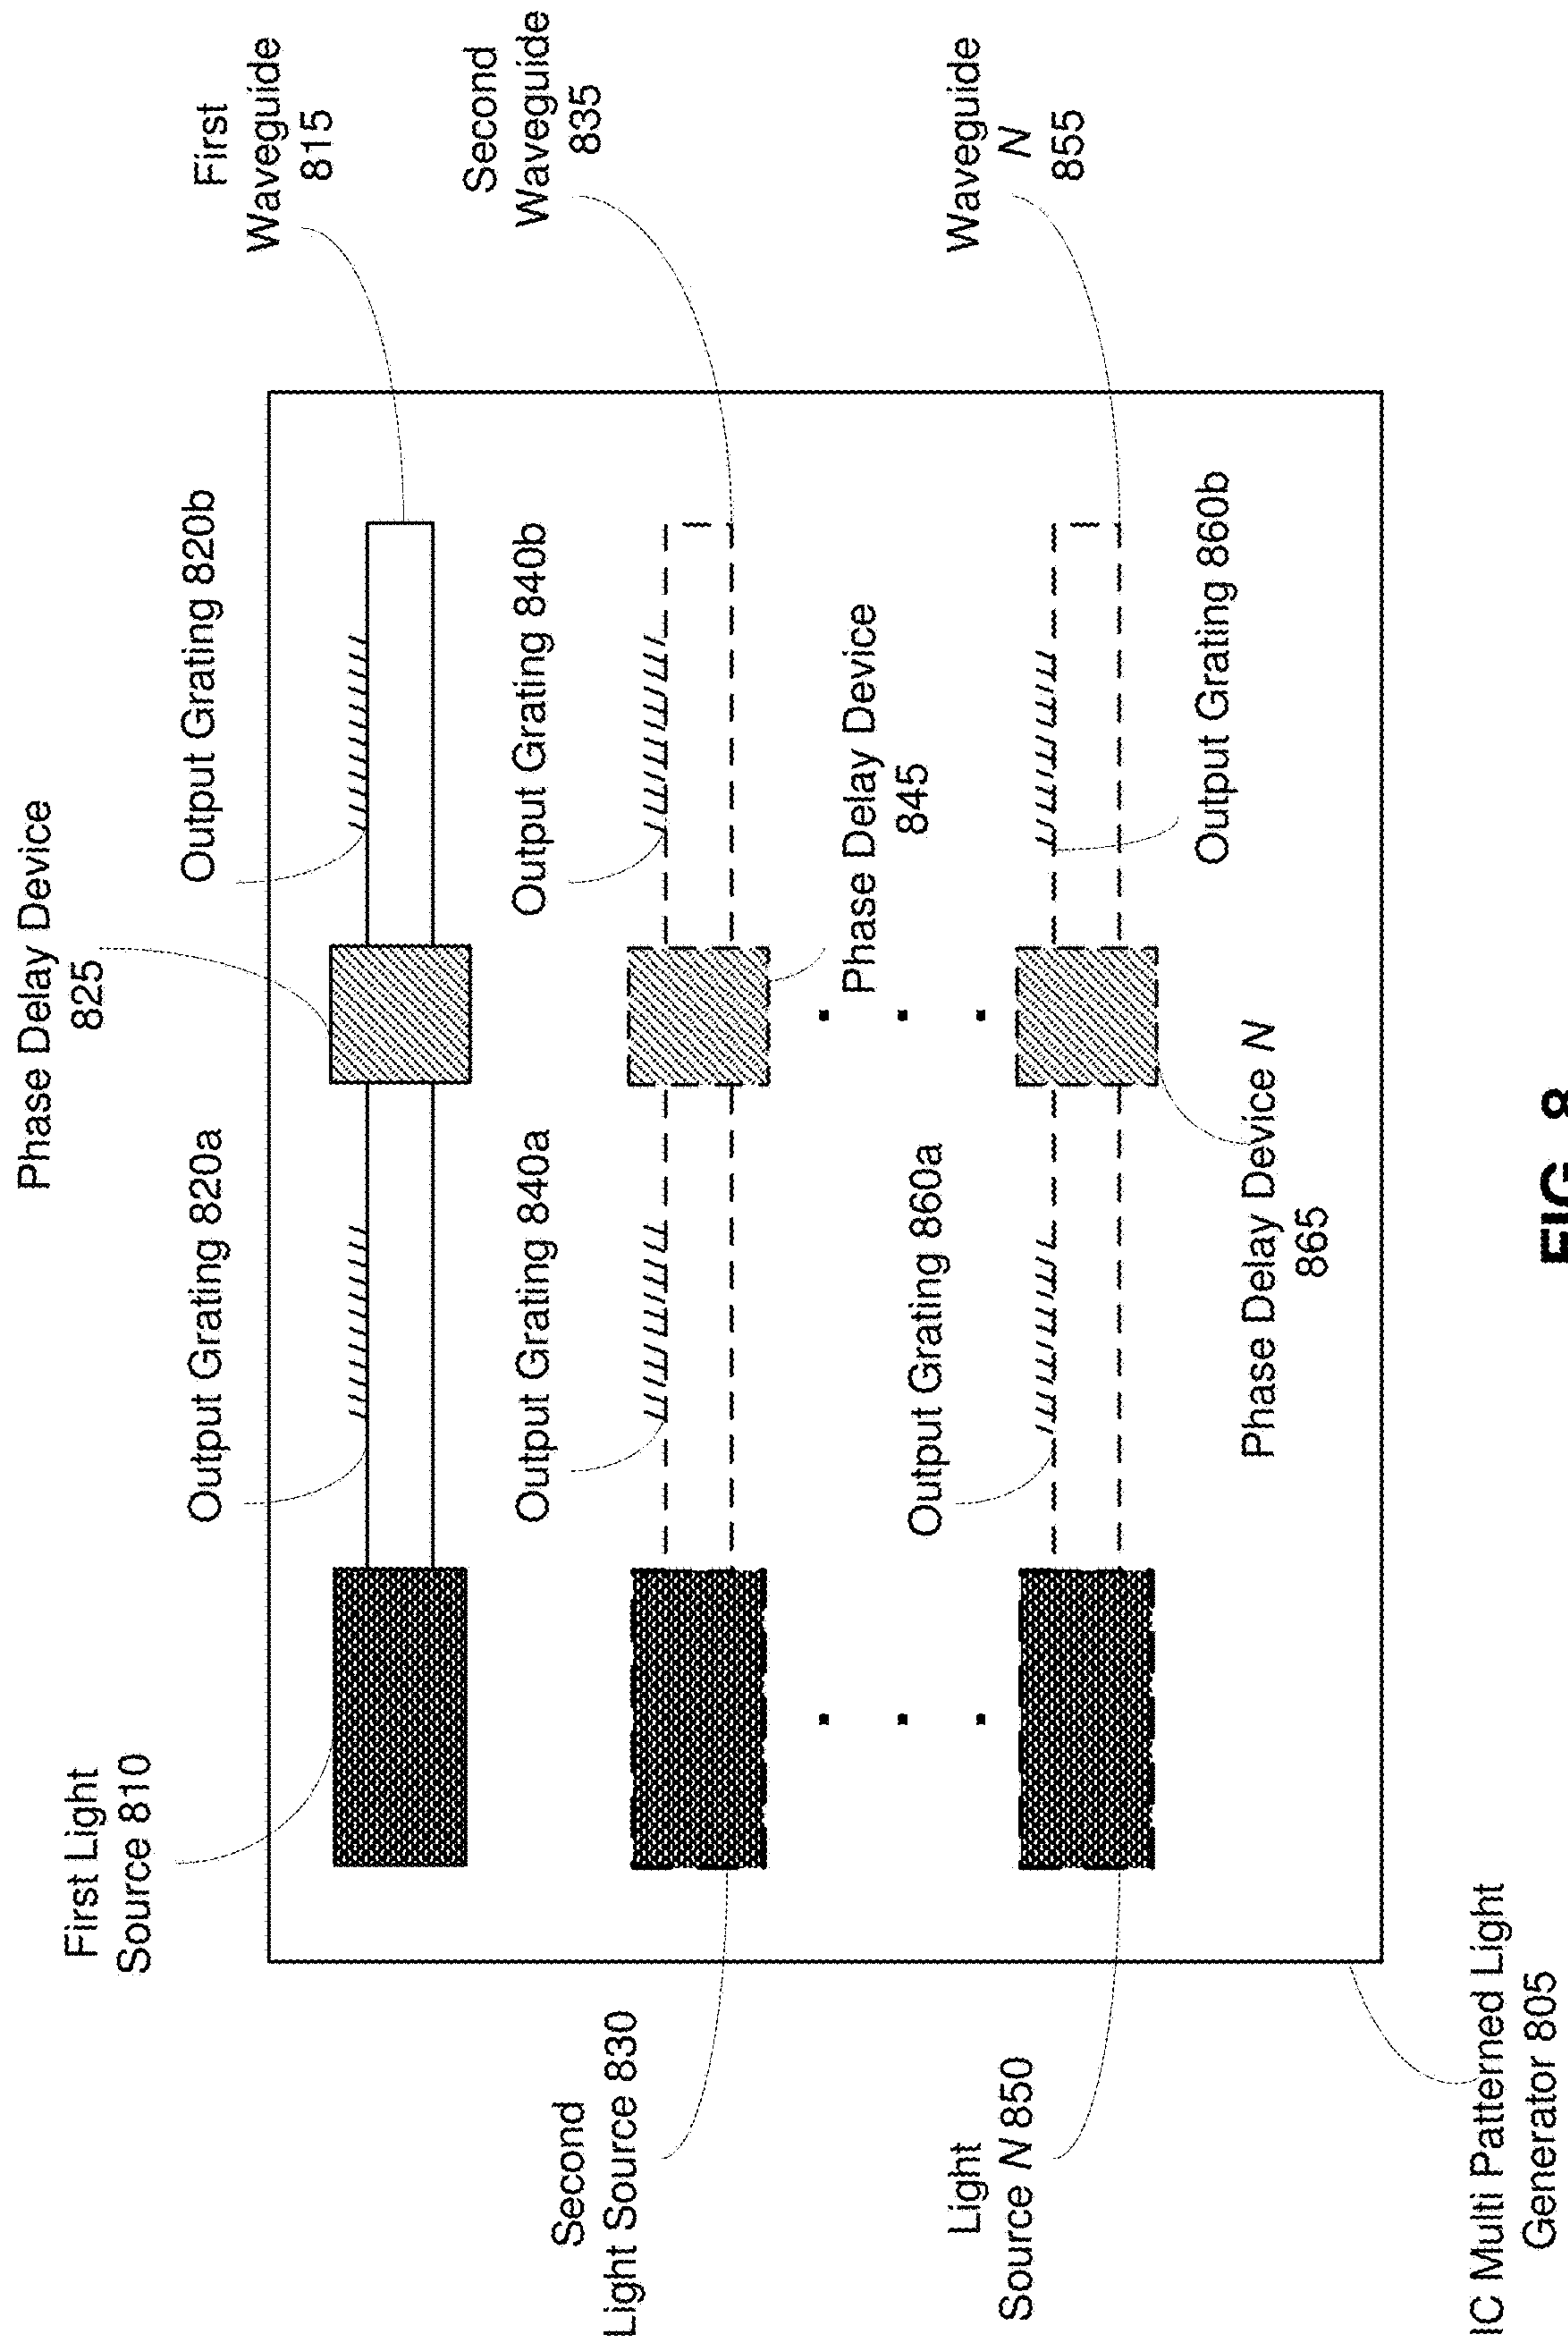 Phase Delay Device
825
First Light
Source 810
Output Grating 820a
Output Grating 820b
First
Waveguide
815
Second
Waveguide
835
Output Grating 840a
Output Grating 840b
Second
Light Source 830
Phase Delay Device
845
Output Grating 860a
Waveguide
N
855
Light
Source N 850
Output Grating 860b
Phase Delay Device N
865
IC Multi Patterned Light
Generator 805
FIG. 8